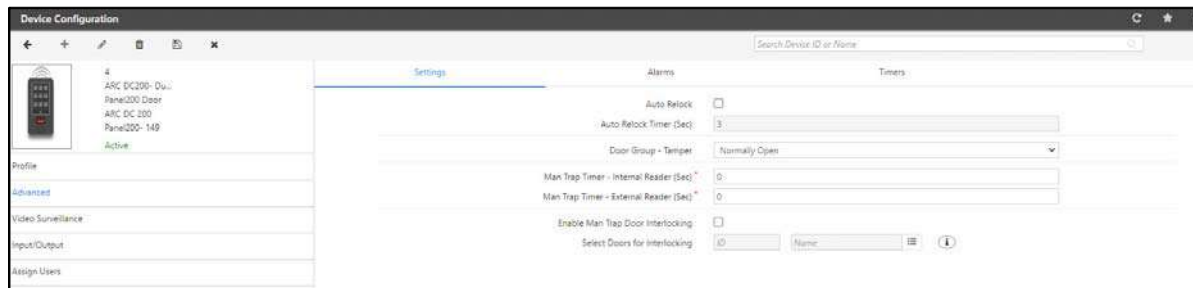 Device Configuration
Search Device ID or Name
4
ARC DC200- Du...
Panel200 Door
ARC DC 200
Panel200- 149
Active
Profile
Advanced
Video Surveillance
Input/Output
Assign Users
Settings Alarms Timers
Auto Relock
Auto Relock Timer (Sec) 3
Door Group - Tamper Normally Open
Man Trap Timer - Internal Reader (Sec) * 0
Man Trap Timer - External Reader (Sec) * 0
Enable Man Trap Door Interlocking
Select Doors for Interlocking ID Name